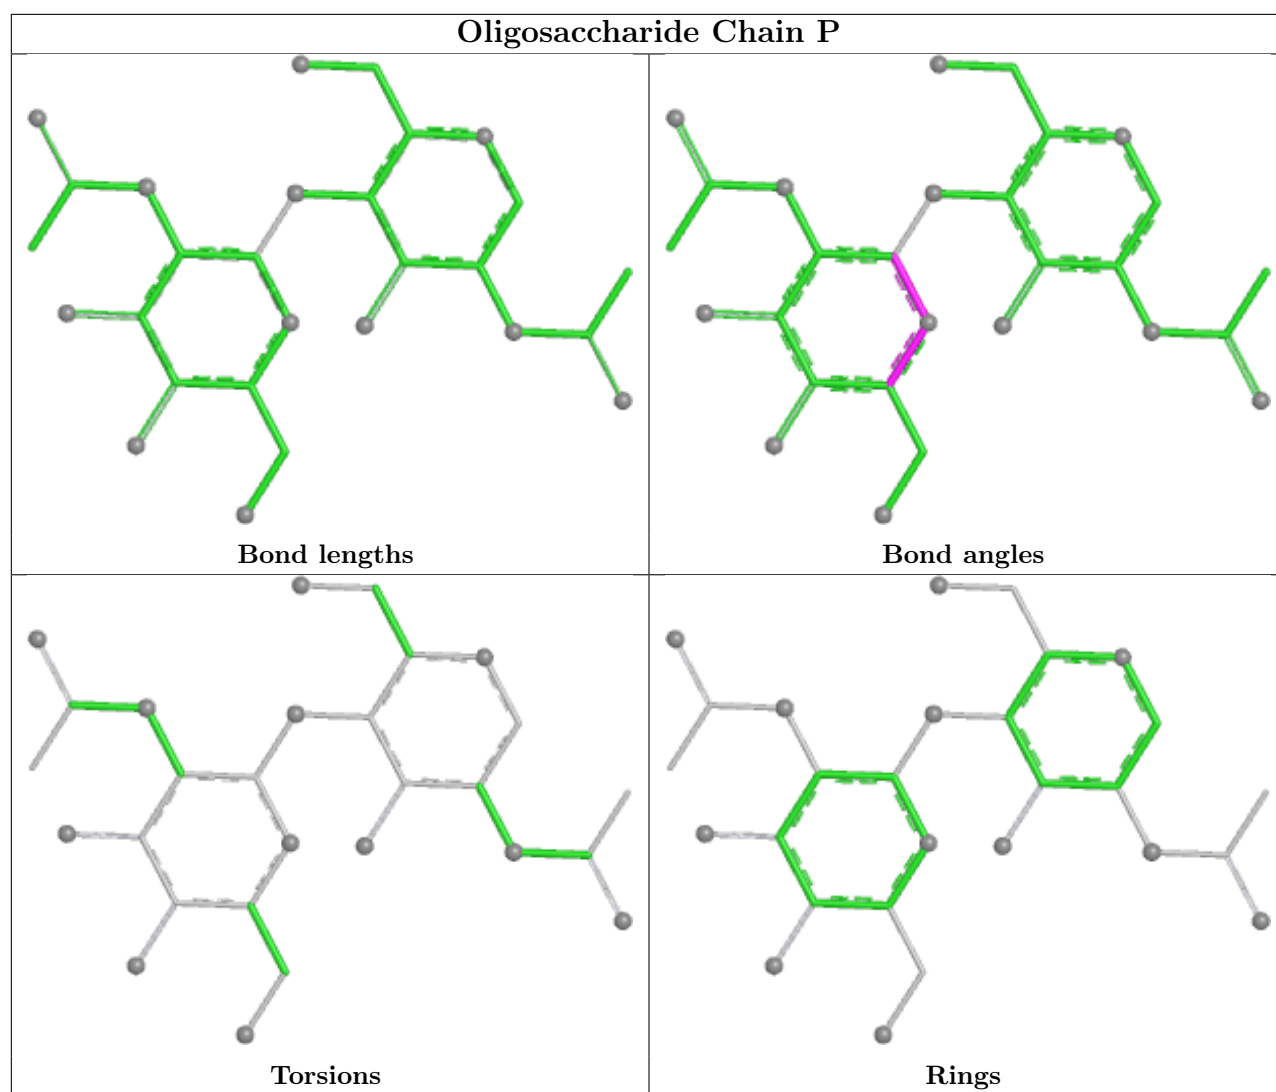 Oligosaccharide Chain P
Bond lengths
Bond angles
Torsions
Rings